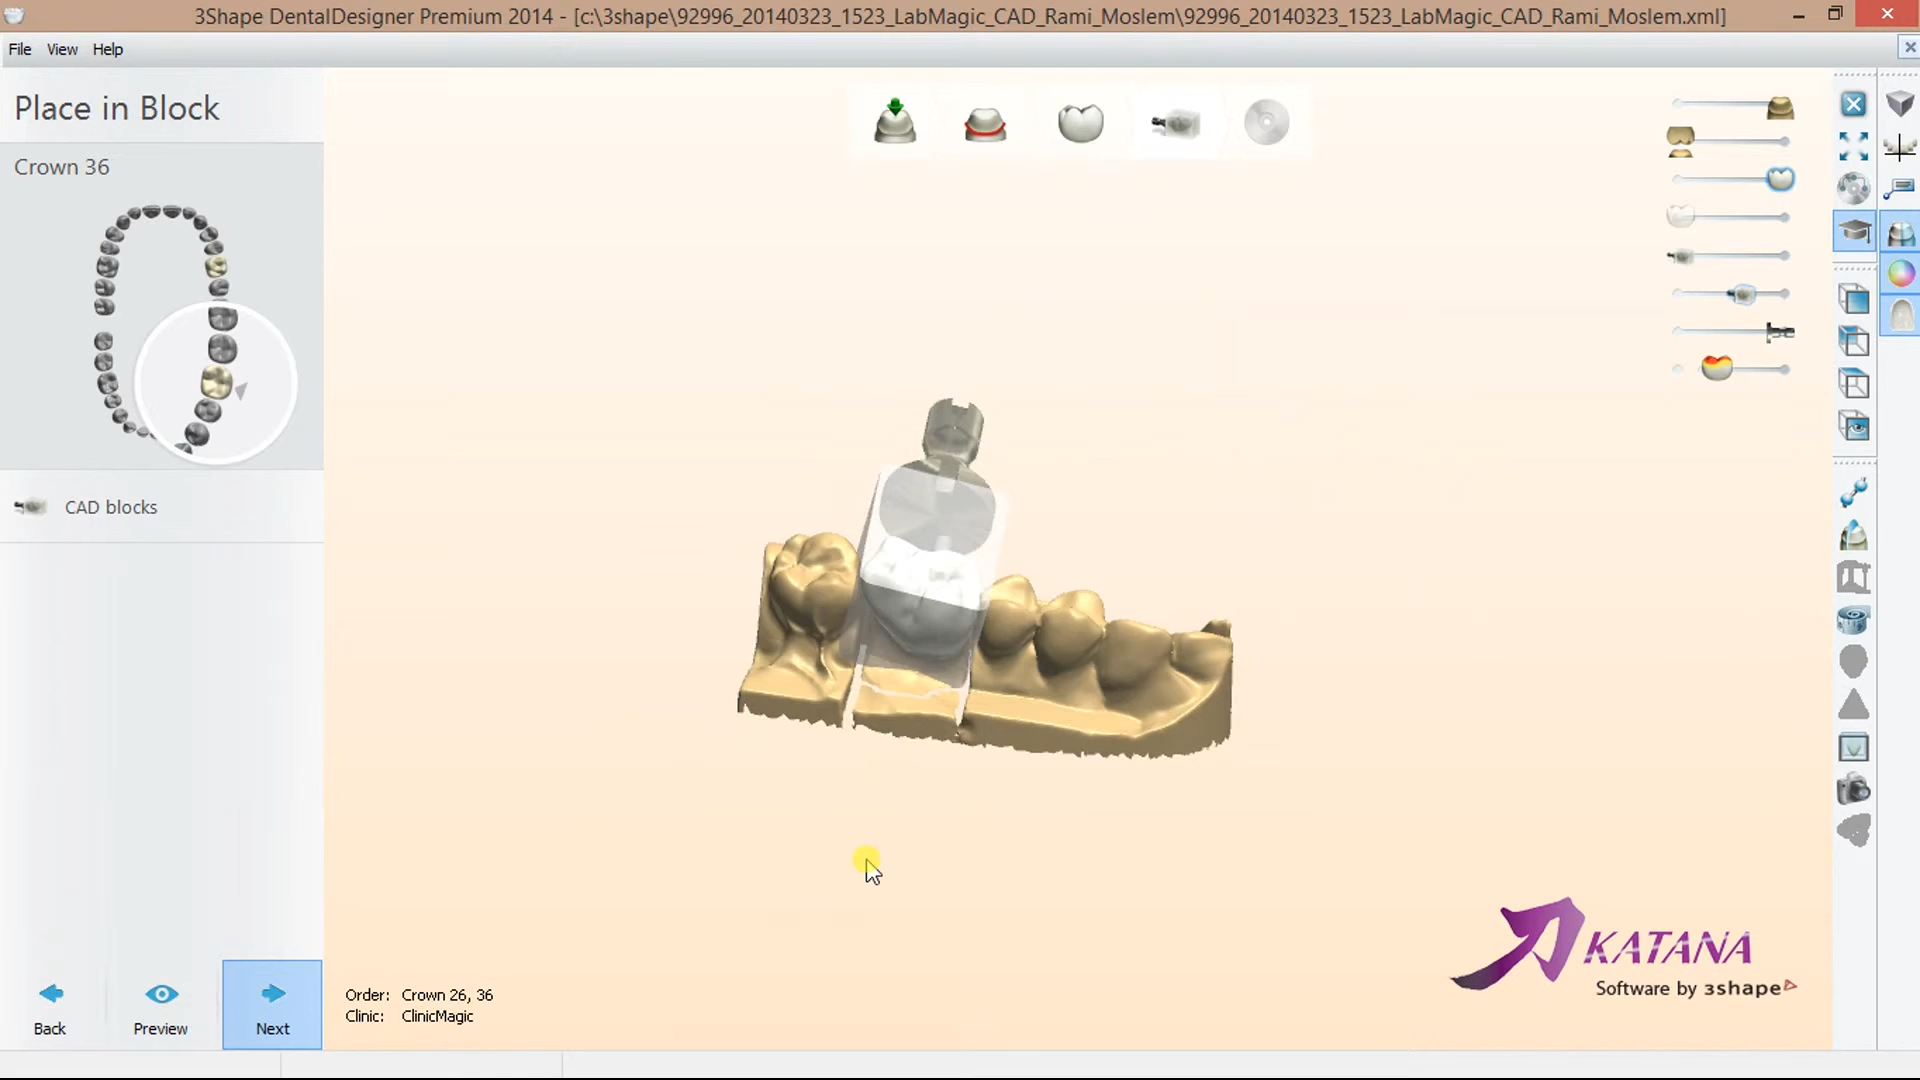 3Shape DentalDesigner Premium 2014 - [c:\3shape\92996_20140323_1523_LabMagic_CAD_Rami_Moslem\92996_20140323_1523_LabMagic_CAD_Rami_Moslem.xml]
File View Help
Place in Block
Crown 36
CAD blocks
Back Preview Next
Order: Crown 26, 36
Clinic: ClinicMagic
KATANA
Software by 3shape